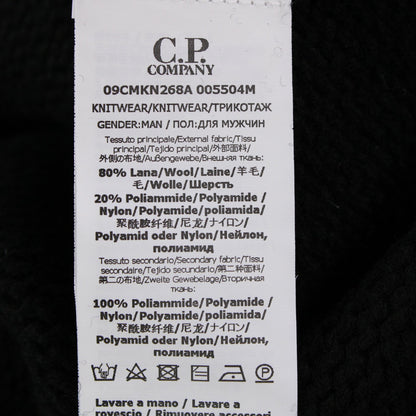 C.P.
COMPANY
09CMKN268A 005504M
KNITWEAR/KNITWEAR/ТРИКОТАЖ
GENDER:MAN / ПОЛ:ДЛЯ МУЖЧИН
Tessuto principale/External fabric/Tissu
principal/Tejido principal/外部面料/
外側の布地/Außengewebe/Внешняя ткань:
80% Lana/Wool/Laine/羊毛/
毛/Wolle/Шерсть
20% Poliammide/Polyamide /
Nylon/Polyamide/poliamida/
聚酰胺纤维/尼龙/ナイロン/
Polyamid oder Nylon/Нейлон,
полиамид
Tessuto secondario/Secondary fabric/Tissu
secondaire/Tejido secundario/第二种面料/
第二の布地/Zweite Gewebelage/Вторичная
ткань:
100% Poliammide/Polyamide
/ Nylon/Polyamide/poliamida/
聚酰胺纤维/尼龙/ナイロン/
Polyamid oder Nylon/Нейлон,
полиамид
Lavare a mano / Lavare a
rovescio / Rimuovere accessori